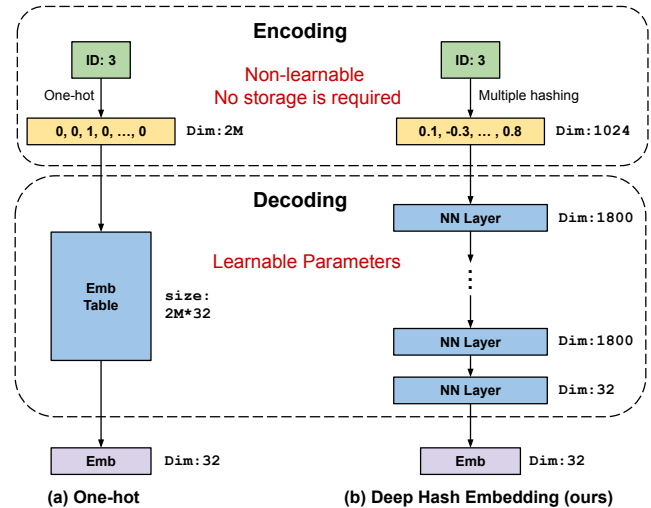 Encoding
ID: 3
ID: 3
Non-learnable
No storage is required
One-hot
Multiple hashing
0, 0, 1, 0, ..., 0
Dim:2M
0.1, -0.3, ... , 0.8
Dim:1024
Decoding
NN Layer
Dim:1800
Learnable Parameters
Emb
Table
size:
2M*32
⋮
NN Layer
Dim:1800
NN Layer
Dim:32
Emb
Dim:32
Emb
Dim:32
(a) One-hot
(b) Deep Hash Embedding (ours)